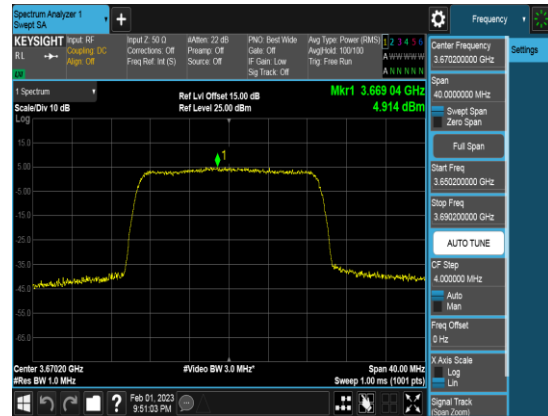 Spectrum Analyzer 1
Swept SA
+
Frequency
KEYSIGHT
RL
Input: RF
Coupling: DC
Align: Off
Input Z: 50 Ω
Corrections: Off
Freq Ref: Int (S)
#Atten: 22 dB
Preamp: Off
Source: Off
PNO: Best Wide
Gate: Off
IF Gain: Low
Sig Track: Off
Avg Type: Power (RMS)
Avg|Hold: 100/100
Trig: Free Run
1 2 3 4 5 6
A W W W W W
A N N N N N
1 Spectrum
Scale/Div 10 dB
Log
Ref Lvl Offset 15.00 dB
Ref Level 25.00 dBm
Mkr1 3.669 04 GHz
4.914 dBm
15.0
5.00
-5.00
-15.0
-25.0
-35.0
-45.0
-55.0
-65.0
1
Center 3.67020 GHz
#Res BW 1.0 MHz
#Video BW 3.0 MHz*
Span 40.00 MHz
Sweep 1.00 ms (1001 pts)
Feb 01, 2023
9:51:03 PM
Center Frequency
3.670200000 GHz
Settings
Span
40.0000000 MHz
Swept Span
Zero Span
Full Span
Start Freq
3.650200000 GHz
Stop Freq
3.690200000 GHz
AUTO TUNE
CF Step
4.000000 MHz
Auto
Man
Freq Offset
0 Hz
X Axis Scale
Log
Lin
Signal Track
(Span Zoom)